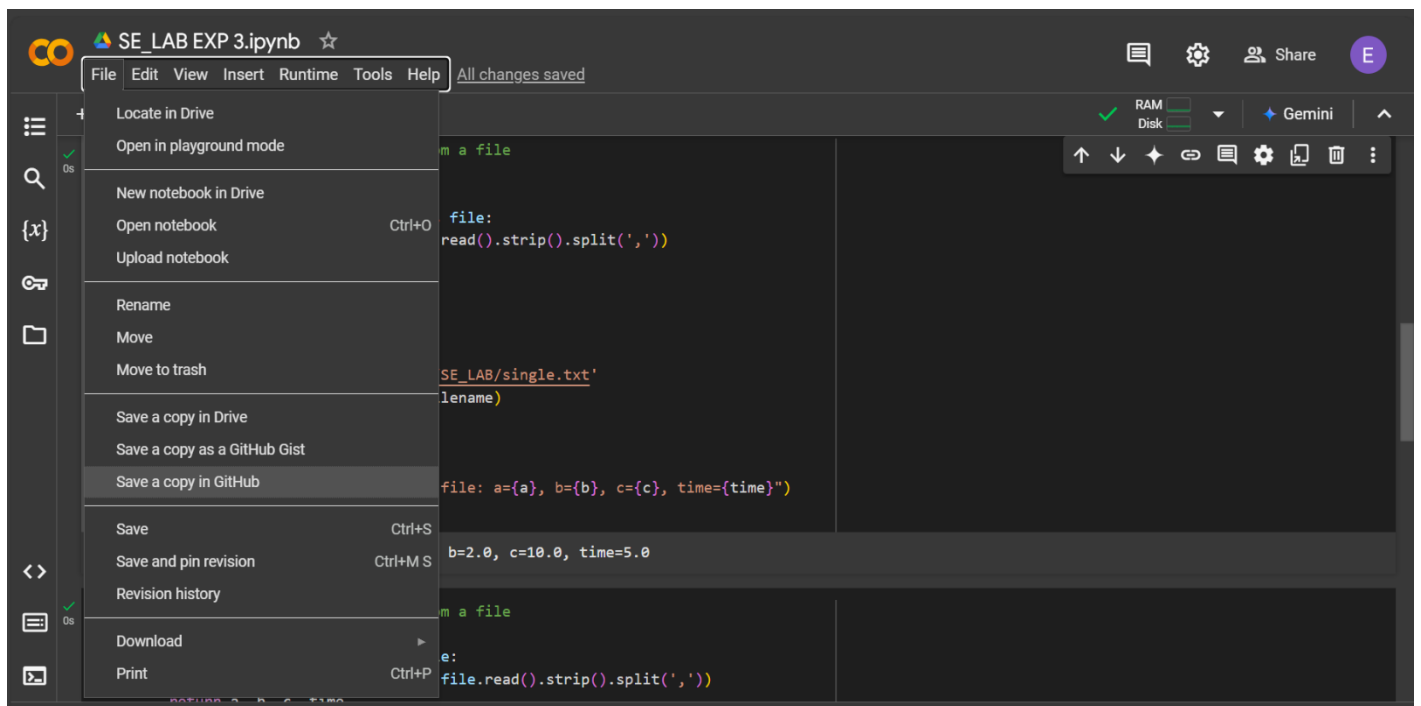 SE_LAB EXP 3.ipynb
File Edit View Insert Runtime Tools Help All changes saved
Share
E
RAM
Disk
Gemini
Locate in Drive
Open in playground mode
New notebook in Drive
Open notebook Ctrl+O
Upload notebook
Rename
Move
Move to trash
Save a copy in Drive
Save a copy as a GitHub Gist
Save a copy in GitHub
Save Ctrl+S
Save and pin revision Ctrl+M S
Revision history
Download
Print Ctrl+P
{x}
0s
m a file
file:
read().strip().split(','))
SE_LAB/single.txt'
lename)
file: a={a}, b={b}, c={c}, time={time}")
b=2.0, c=10.0, time=5.0
0s
m a file
e:
file.read().strip().split(','))
return a, b, c, time